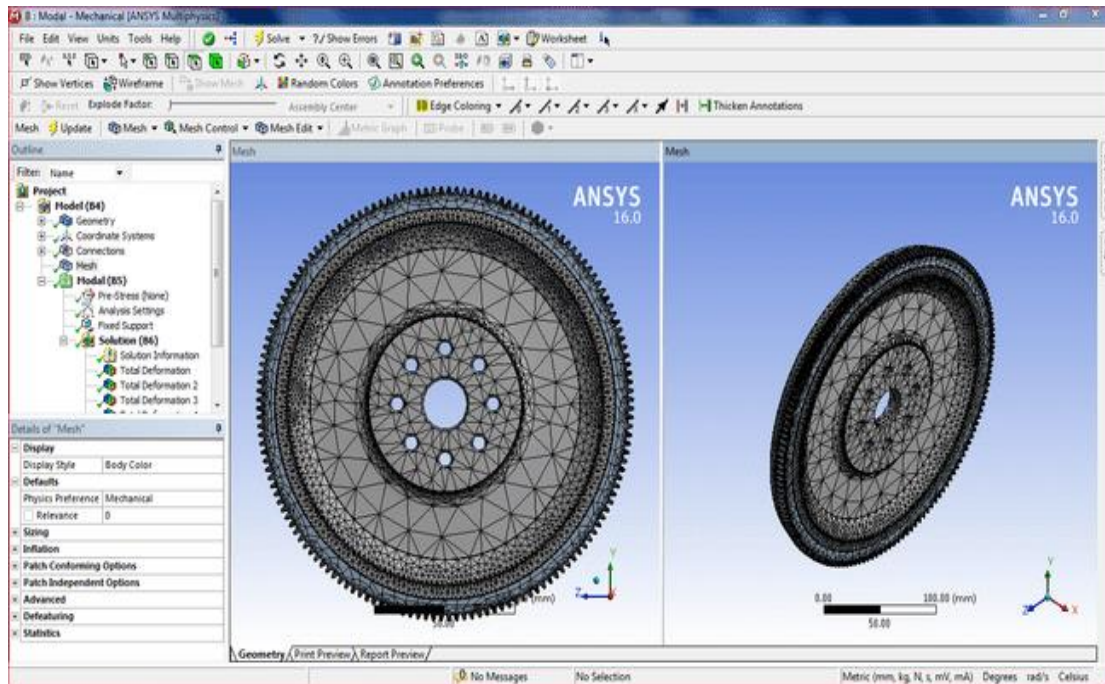 B : Modal - Mechanical [ANSYS Multiphysics]
File Edit View Units Tools Help Solve ?/ Show Errors Worksheet
Show Vertices Wireframe Show Mesh Random Colors Annotation Preferences
Reset Explode Factor: Assembly Center Edge Coloring Thicken Annotations
Mesh Update Mesh Mesh Control Mesh Edit Metric Graph Probe
Outline
Filter: Name
Project
Model (B4)
Geometry
Coordinate Systems
Connections
Mesh
Modal (B5)
Pre-Stress (None)
Analysis Settings
Fixed Support
Solution (B6)
Solution Information
Total Deformation
Total Deformation 2
Total Deformation 3
Details of "Mesh"
Display
Display Style Body Color
Defaults
Physics Preference Mechanical
Relevance 0
Sizing
Inflation
Patch Conforming Options
Patch Independent Options
Advanced
Defeaturing
Statistics
Mesh
ANSYS
16.0
(mm)
50.00
Z Y
Mesh
ANSYS
16.0
0.00 100.00 (mm)
50.00
Y
Z X
Geometry Print Preview Report Preview
No Messages No Selection Metric (mm, kg, N, s, mV, mA) Degrees rad/s Celsius